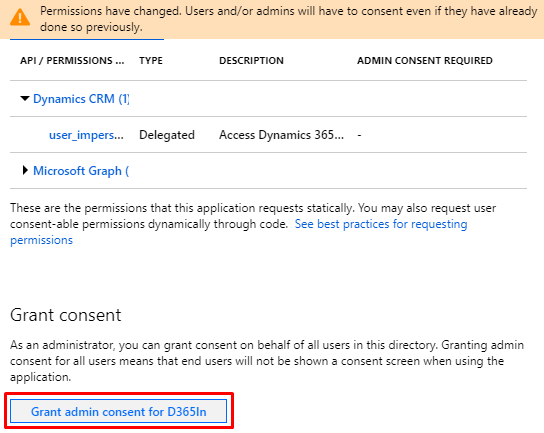 Permissions have changed. Users and/or admins will have to consent even if they have already
done so previously.
API / PERMISSIONS ... TYPE DESCRIPTION ADMIN CONSENT REQUIRED
Dynamics CRM (1)
user_impers... Delegated Access Dynamics 365... -
Microsoft Graph (
These are the permissions that this application requests statically. You may also request user
consent-able permissions dynamically through code. See best practices for requesting
permissions
Grant consent
As an administrator, you can grant consent on behalf of all users in this directory. Granting admin
consent for all users means that end users will not be shown a consent screen when using the
application.
Grant admin consent for D365In